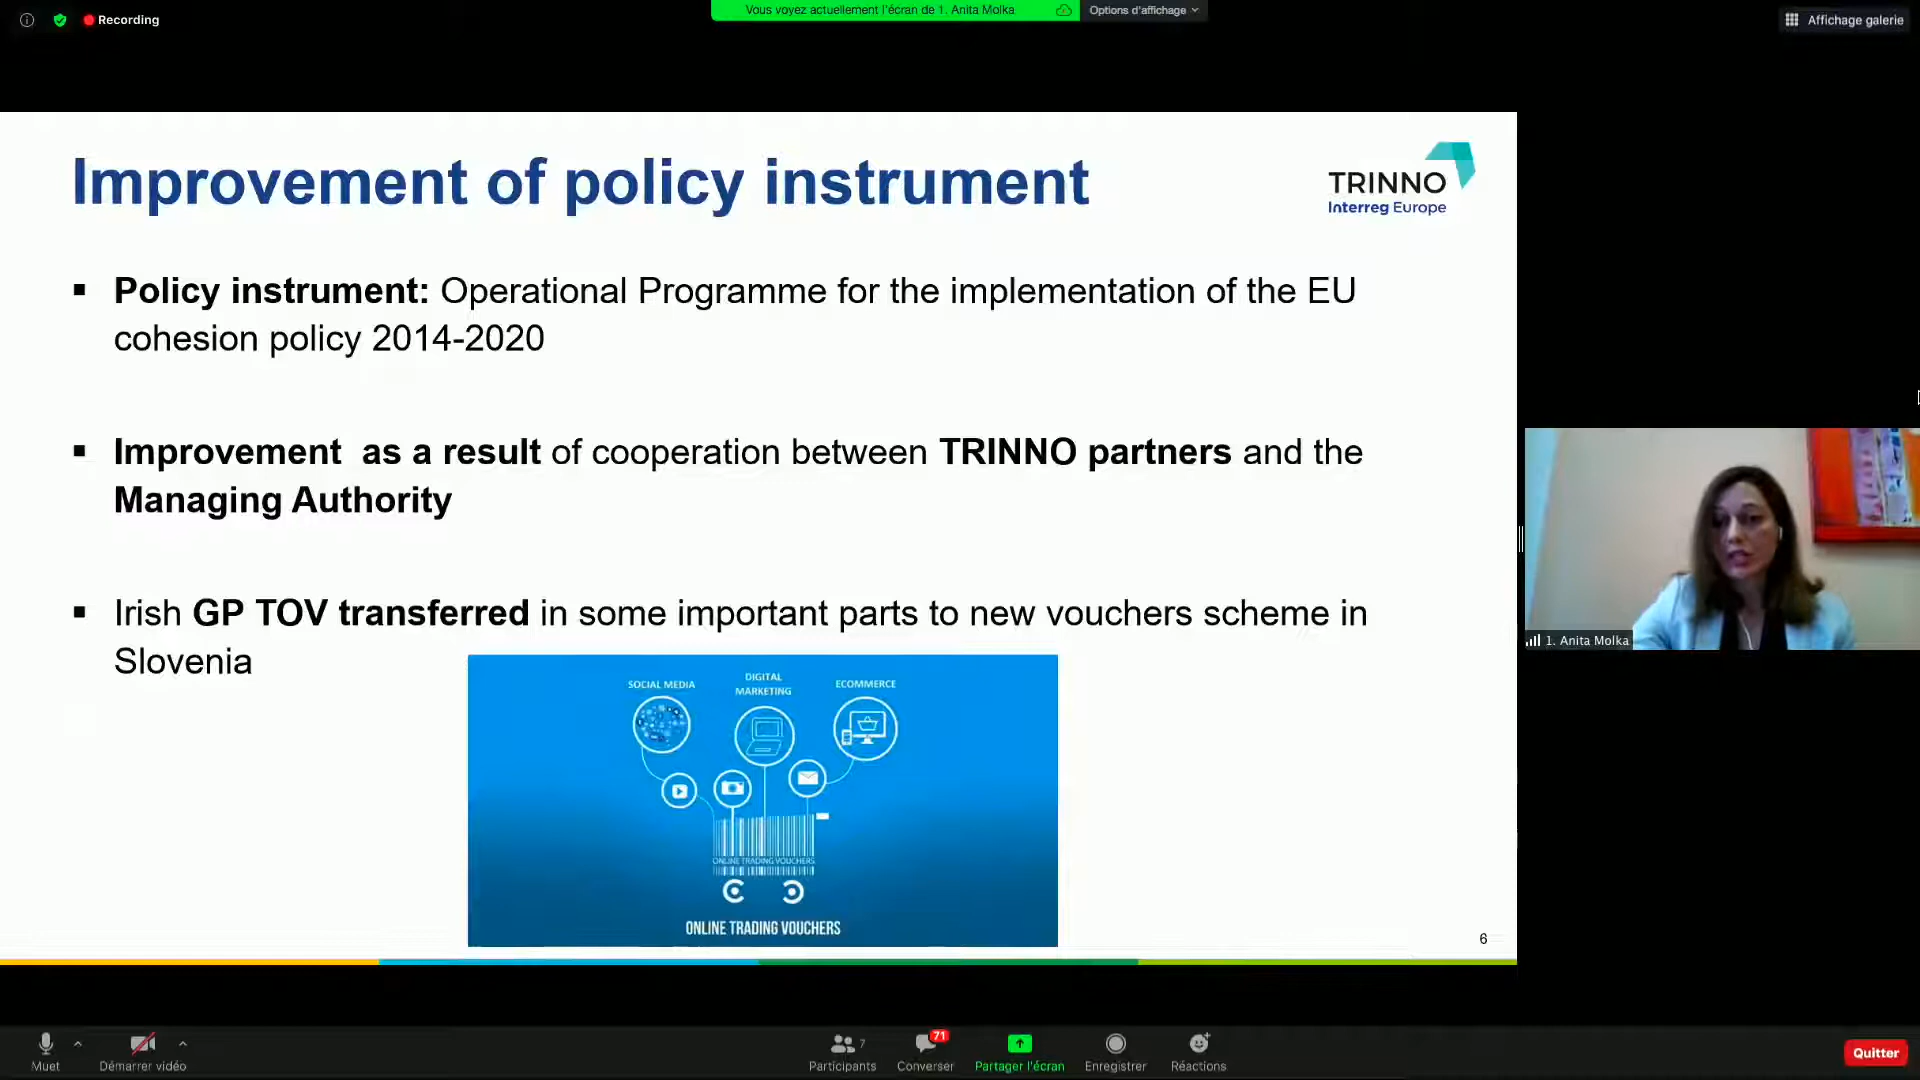 Recording
Vous voyez actuellement l'écran de 1. Anita Molka
Options d'affichage
Affichage galerie
Improvement of policy instrument
TRINNO
Interreg Europe
Policy instrument: Operational Programme for the implementation of the EU
cohesion policy 2014-2020
Improvement as a result of cooperation between TRINNO partners and the
Managing Authority
Irish GP TOV transferred in some important parts to new vouchers scheme in
Slovenia
SOCIAL MEDIA
DIGITAL
MARKETING
ECOMMERCE
ONLINE TRADING VOUCHERS
ONLINE TRADING VOUCHERS
6
1. Anita Molka
Muet
Démarrer vidéo
7
Participants
71
Converser
Partager l'écran
Enregistrer
Réactions
Quitter